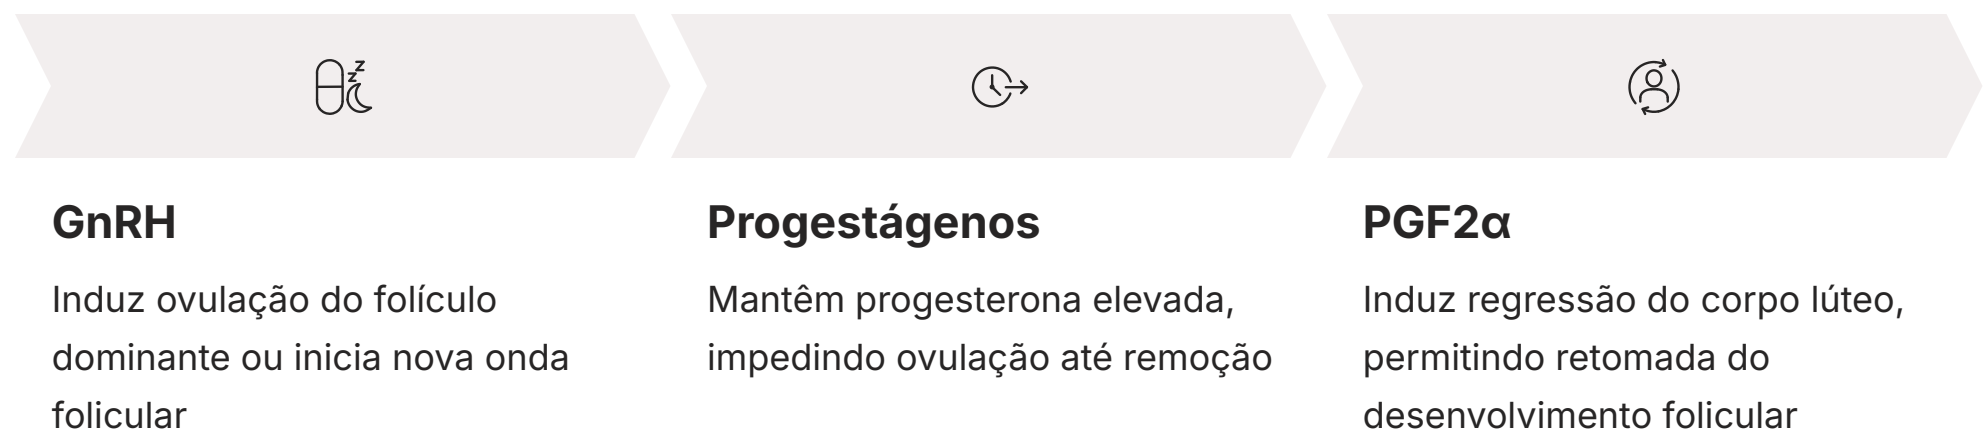 GnRH
Induz ovulação do folículo
dominante ou inicia nova onda
folicular
Progestágenos
Mantêm progesterona elevada,
impedindo ovulação até remoção
PGF2α
Induz regressão do corpo lúteo,
permitindo retomada do
desenvolvimento folicular